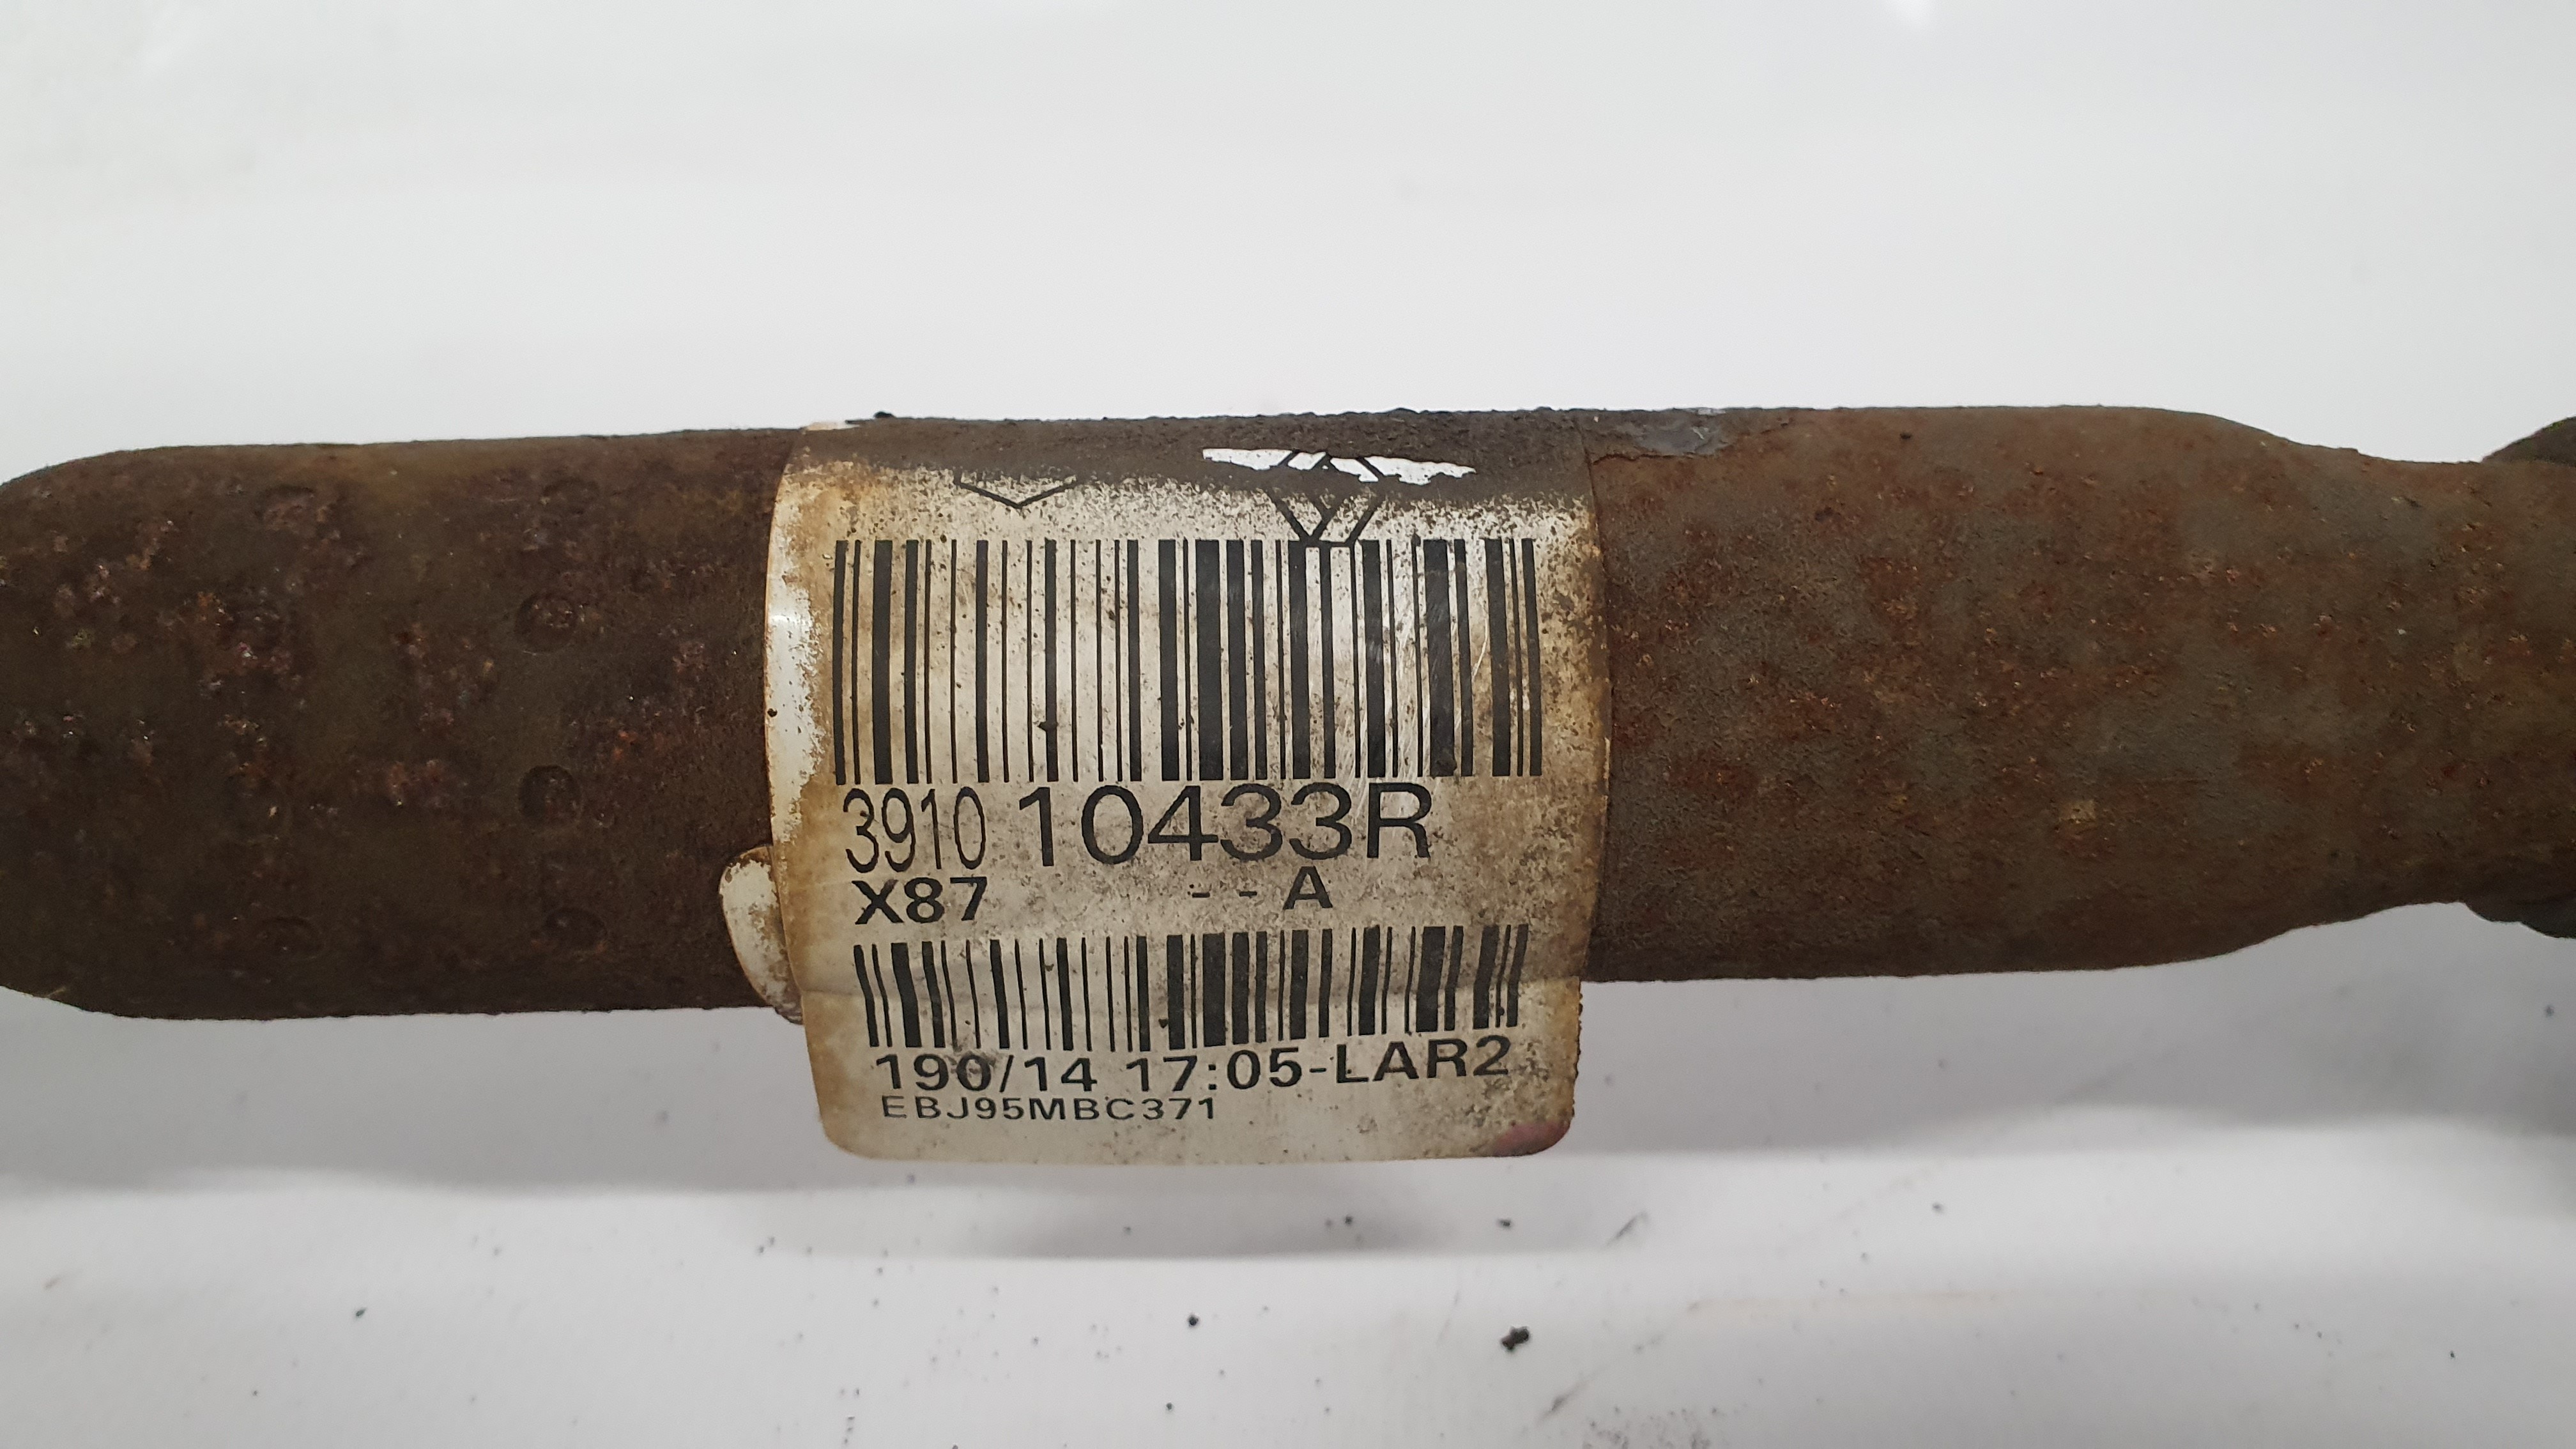 3910 10433R
X87 - - A
190/14 17:05-LAR2
EBJ95MBC371